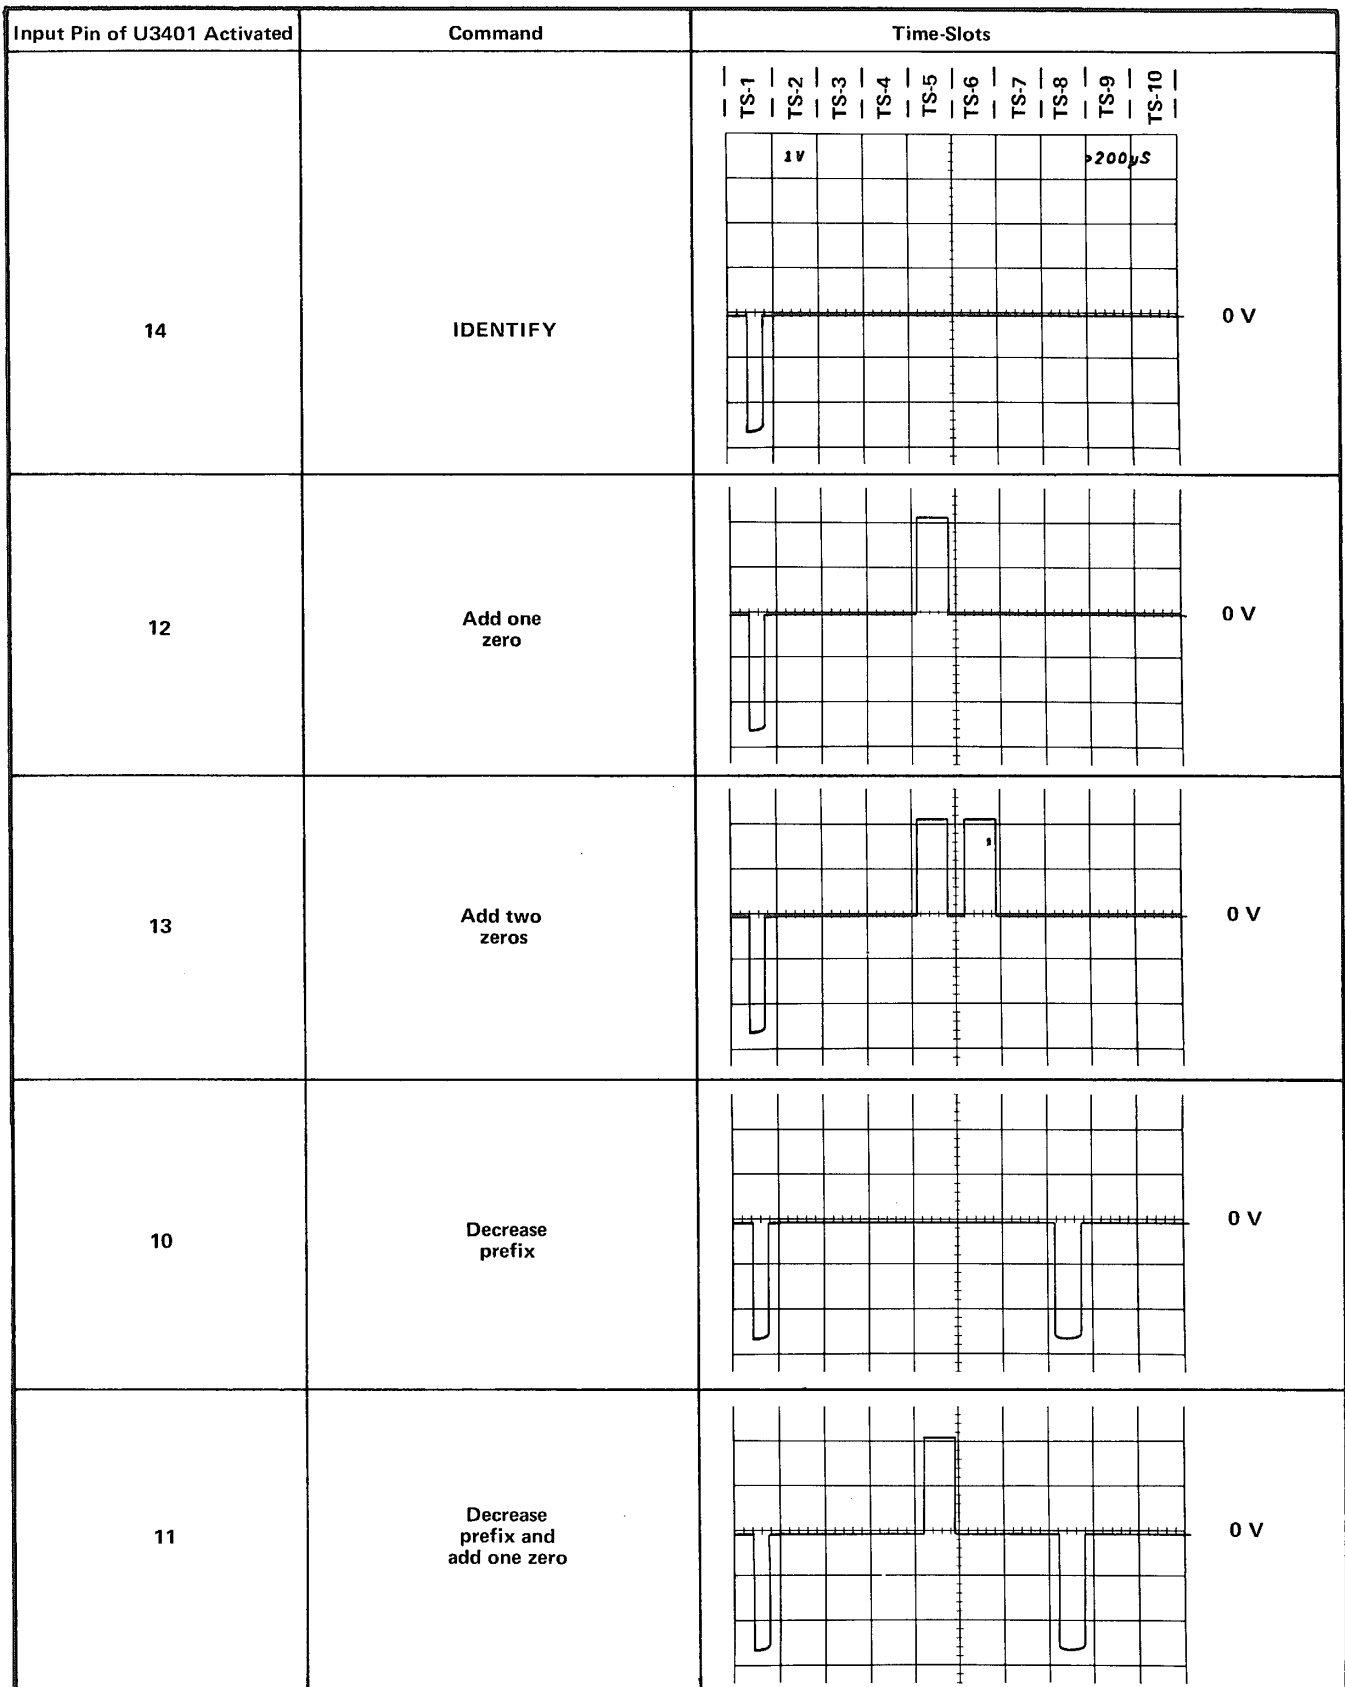 Input Pin of U3401 Activated
Command
Time-Slots
TS-1
TS-2
TS-3
TS-4
TS-5
TS-6
TS-7
TS-8
TS-9
TS-10
1V
>200µS
14
IDENTIFY
0 V
12
Add one
zero
0 V
13
Add two
zeros
0 V
10
Decrease
prefix
0 V
11
Decrease
prefix and
add one zero
0 V